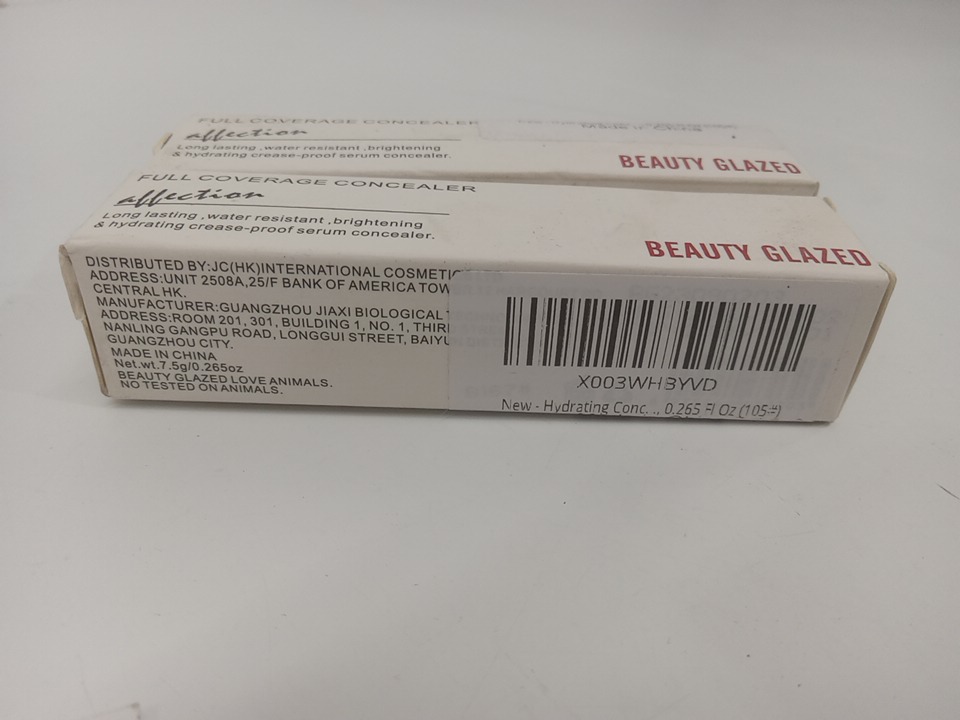 FULL COVERAGE CONCEALER
affection
Long lasting ,water resistant ,brightening
& hydrating crease-proof serum concealer.
BEAUTY GLAZED
FULL COVERAGE CONCEALER
affection
Long lasting ,water resistant ,brightening
& hydrating crease-proof serum concealer.
BEAUTY GLAZED
DISTRIBUTED BY:JC(HK)INTERNATIONAL
ADDRESS:UNIT 2508A,25/F BANK OF AMERICA
CENTRAL HK.
MANUFACTURER:GUANGZHOU JIAXI BIOLOGICAL
ADDRESS:ROOM 201, 301, BUILDING 1, NO. 1,
NANLING GANGPU ROAD, LONGGUI STREET,
GUANGZHOU CITY.
MADE IN CHINA
Net.wt.7.5g/0.265oz
BEAUTY GLAZED LOVE ANIMALS.
NO TESTED ON ANIMALS.
X003WHBYVD
New - Hydrating Conc..., 0.265 Fl Oz (105#)